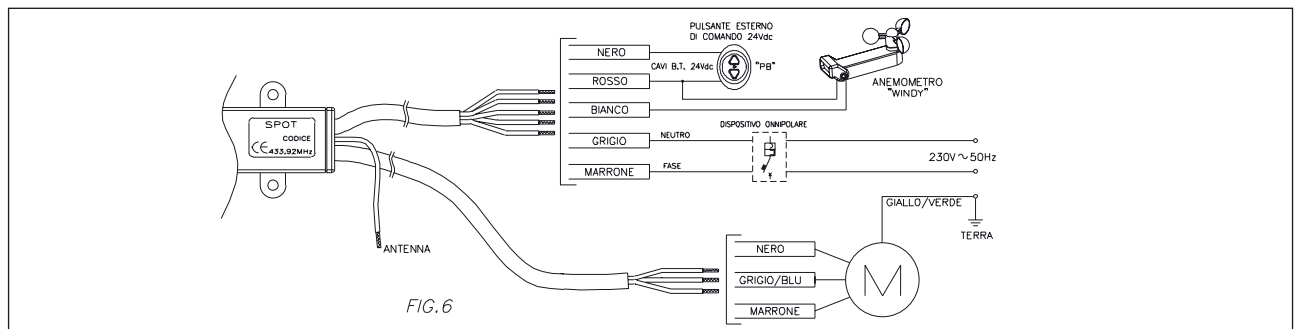 PULSANTE ESTERNO
DI COMANDO 24Vdc
NERO
CAVI B.T. 24Vdc
"PB"
ROSSO
ANEMOMETRO
"WINDY"
BIANCO
SPOT
CODICE
CE 433,92MHz
DISPOSITIVO ONNIPOLARE
GRIGIO
NEUTRO
230V~50Hz
MARRONE
FASE
GIALLO/VERDE
TERRA
ANTENNA
NERO
GRIGIO/BLU
M
MARRONE
FIG.6